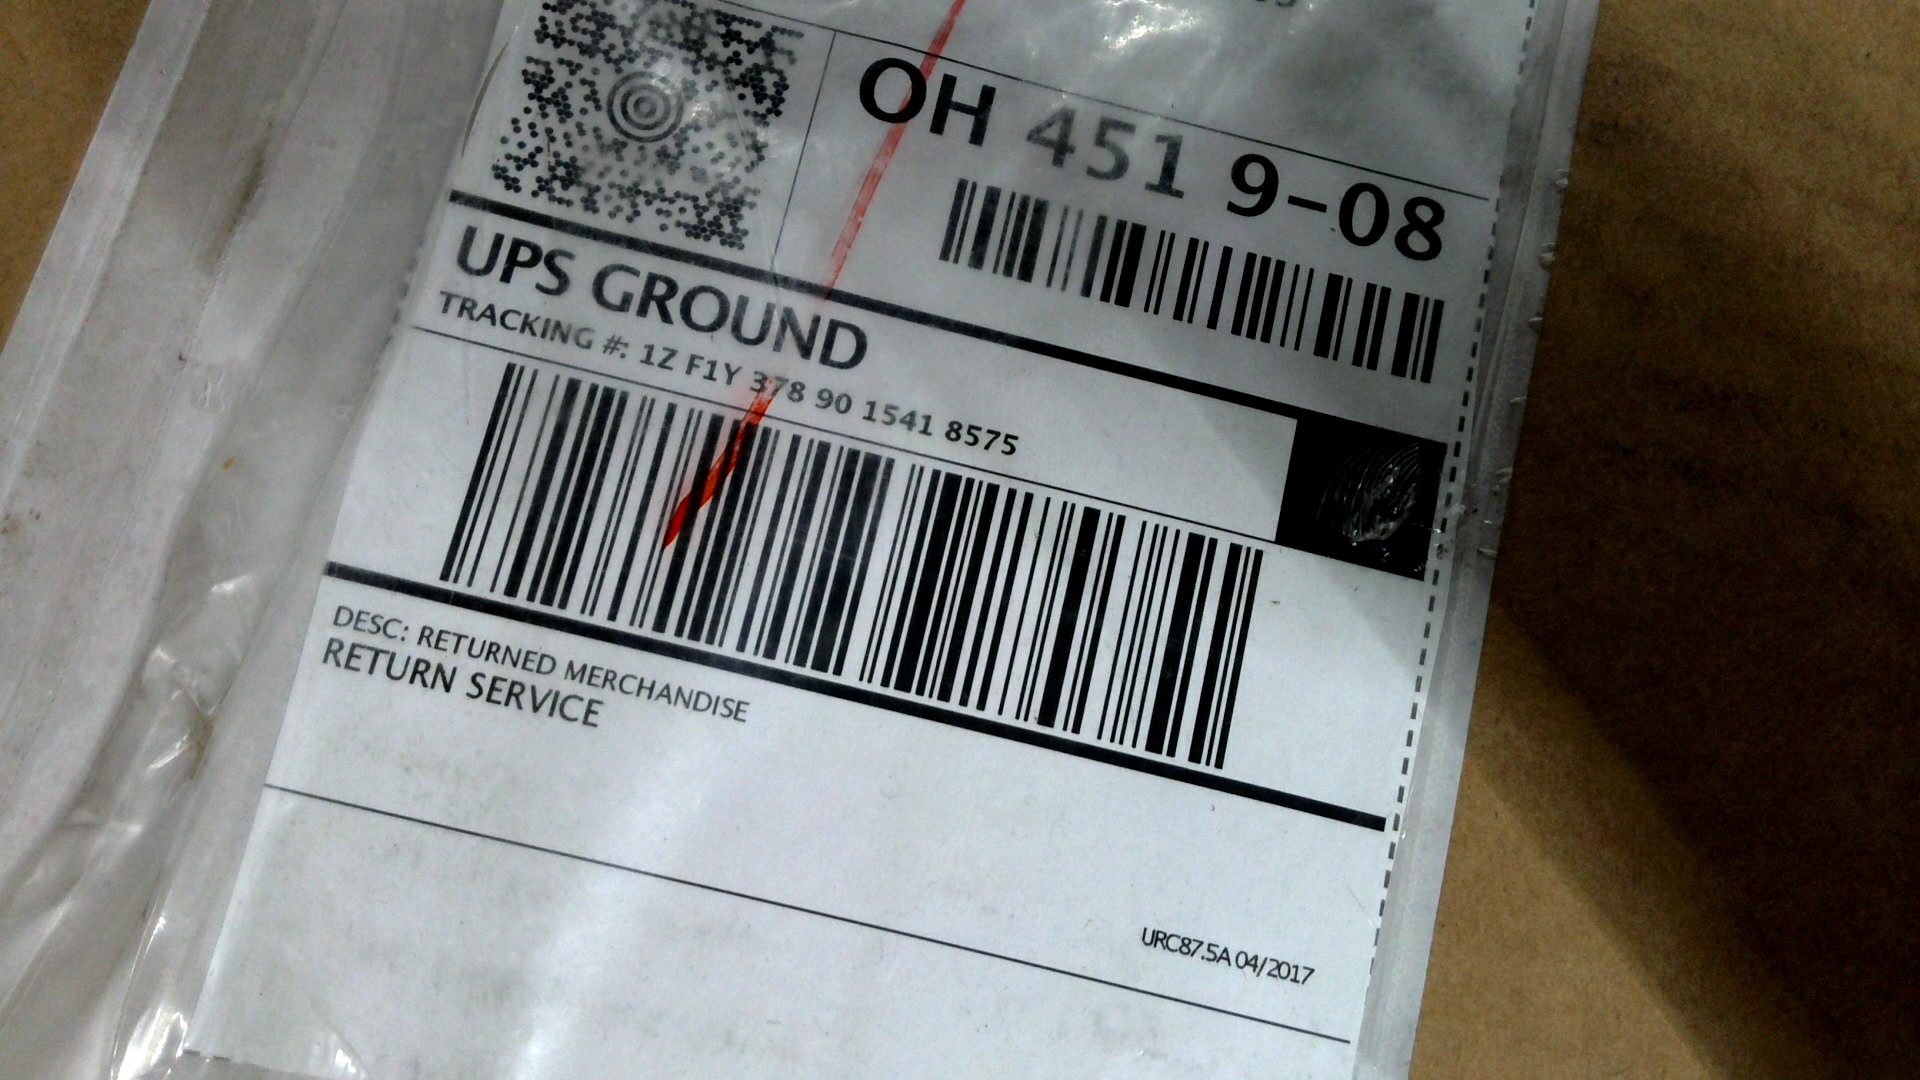 OH 451 9-08
UPS GROUND
TRACKING #: 1Z F1Y 378 90 1541 8575
DESC: RETURNED MERCHANDISE
RETURN SERVICE
URC87.5A 04/2017